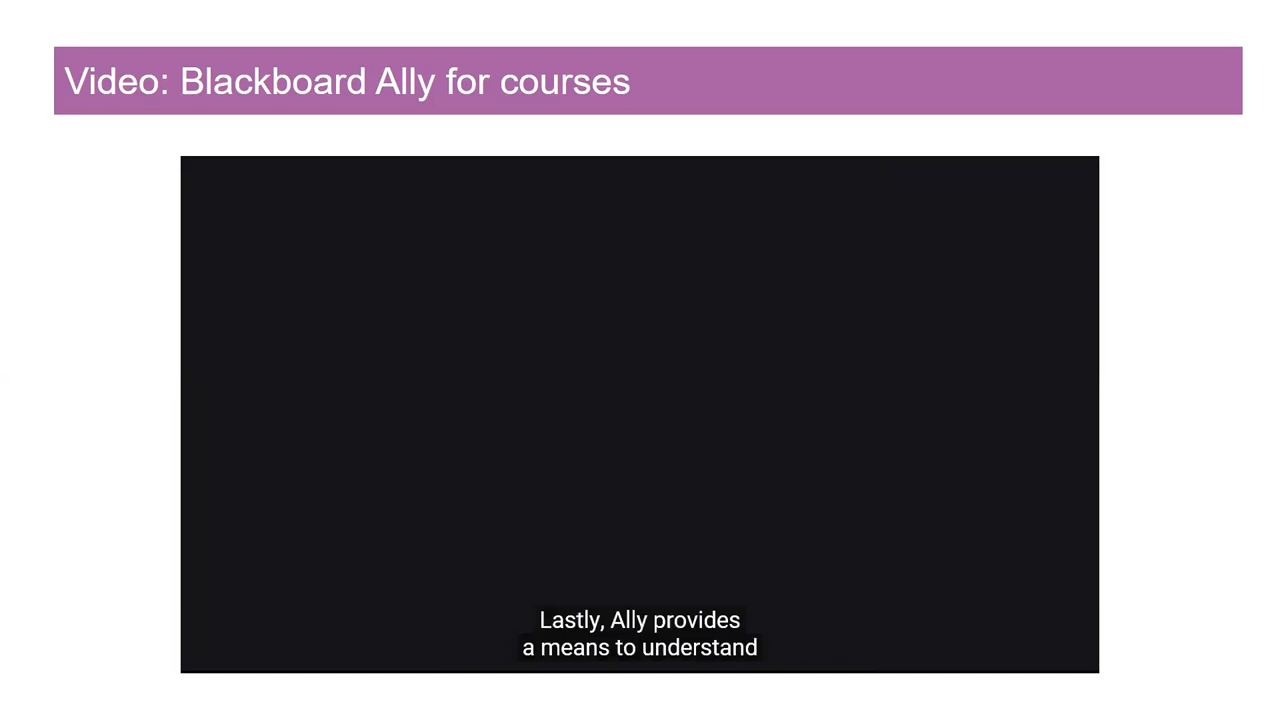 Video: Blackboard Ally for courses
Lastly, Ally provides
a means to understand